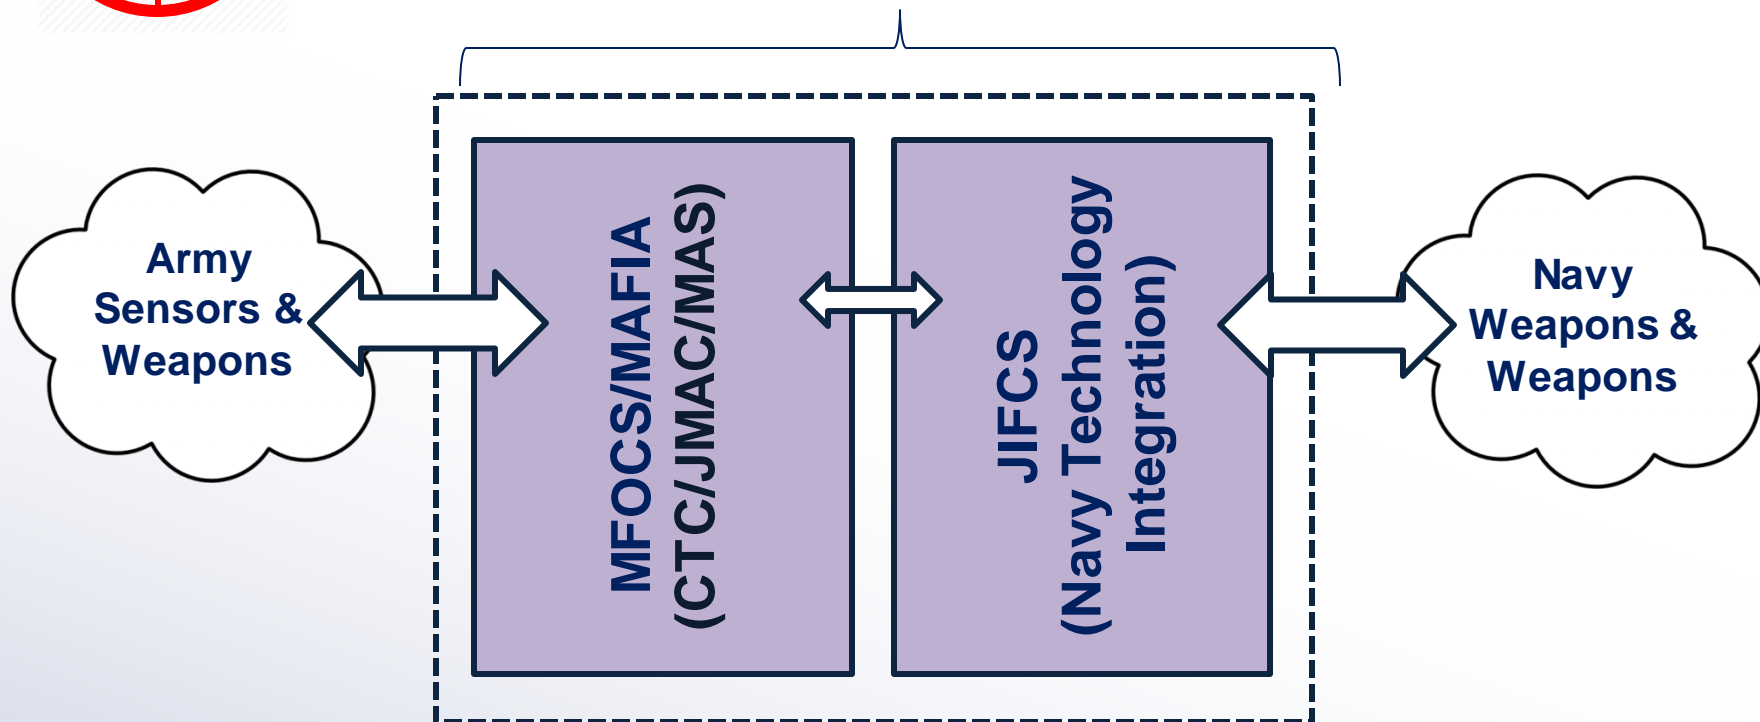 Army
Sensors &
Weapons
MFOCS/MAFIA
(CTC/JMAC/MAS)
JIFCS
(Navy Technology
Integration)
Navy
Weapons &
Weapons